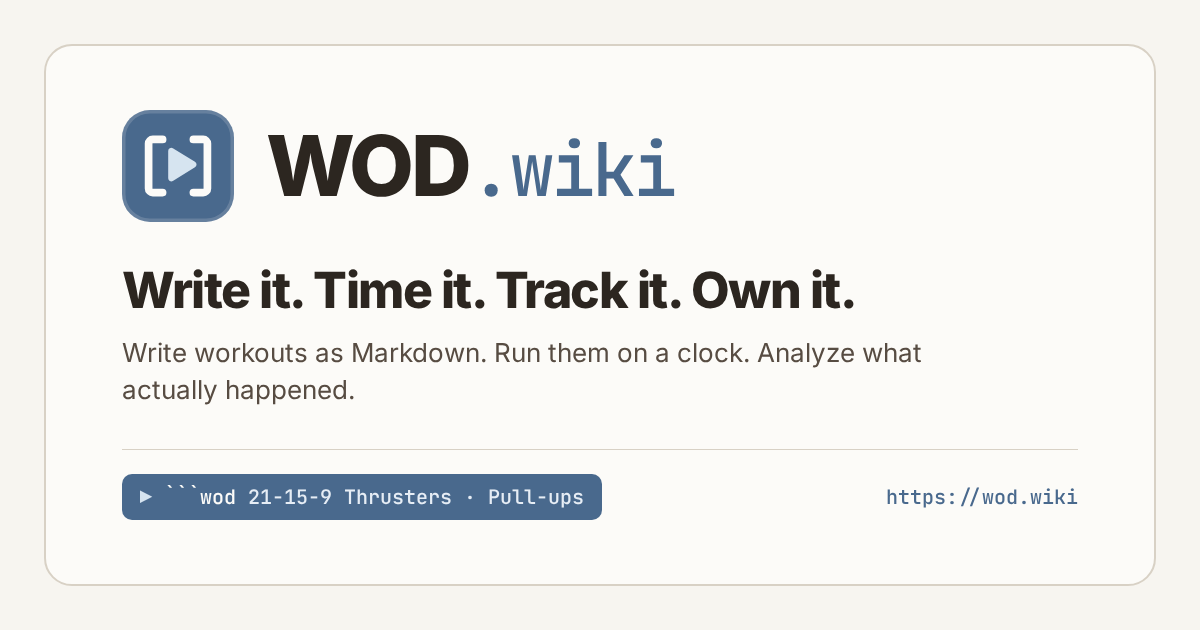 WOD.wiki
Write it. Time it. Track it. Own it.
Write workouts as Markdown. Run them on a clock. Analyze what
actually happened.
▶ ```wod 21-15-9 Thrusters · Pull-ups
https://wod.wiki